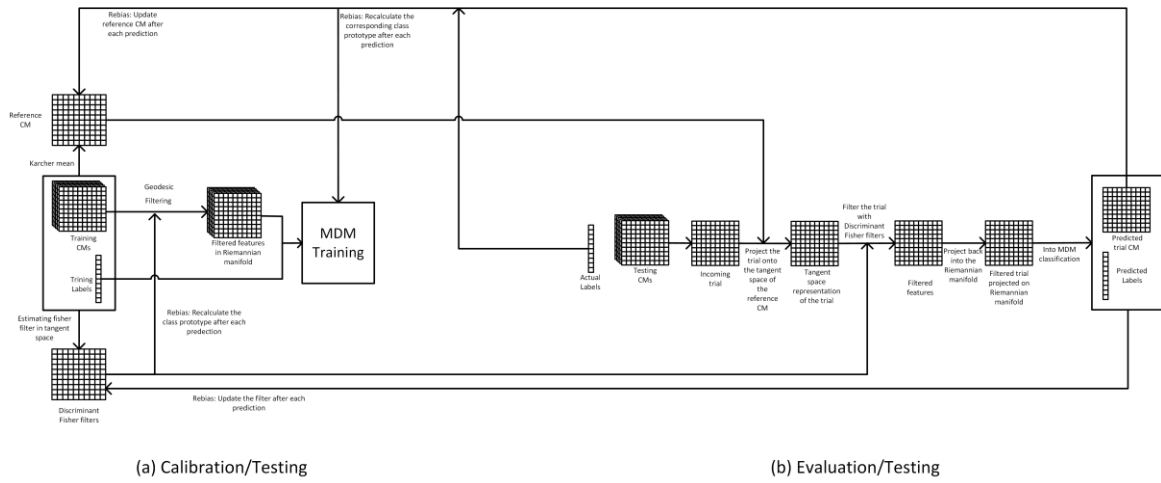 Rebias: Update
reference CM after
each prediction
Rebias: Recalculate the
corresponding class
prototype after each
prediction
Reference
CM
Karcher mean
Geodesic
Filtering
Training
CMs
Filtered features
in Riemannian
manifold
MDM
Training
Trining
Labels
Estimating fisher
filter in tangent
space
Rebias: Recalculate the
class prototype after each
predection
Discriminant
Fisher filters
Rebias: Update the filter after each
prediction
Actual
Labels
Testing
CMs
Incoming
trial
Project the
trial onto the
tangent
space of
the
reference
CM
Tangent
space
representation
of the trial
Filter the trial
with
Discriminant
Fisher filters
Filtered
features
Project back
into the
Riemannian
manifold
Filtered trial
projected on
Riemannian
manifold
Into MDM
classification
Predicted
trial CM
Predicted
Labels
(a) Calibration/Testing
(b) Evaluation/Testing